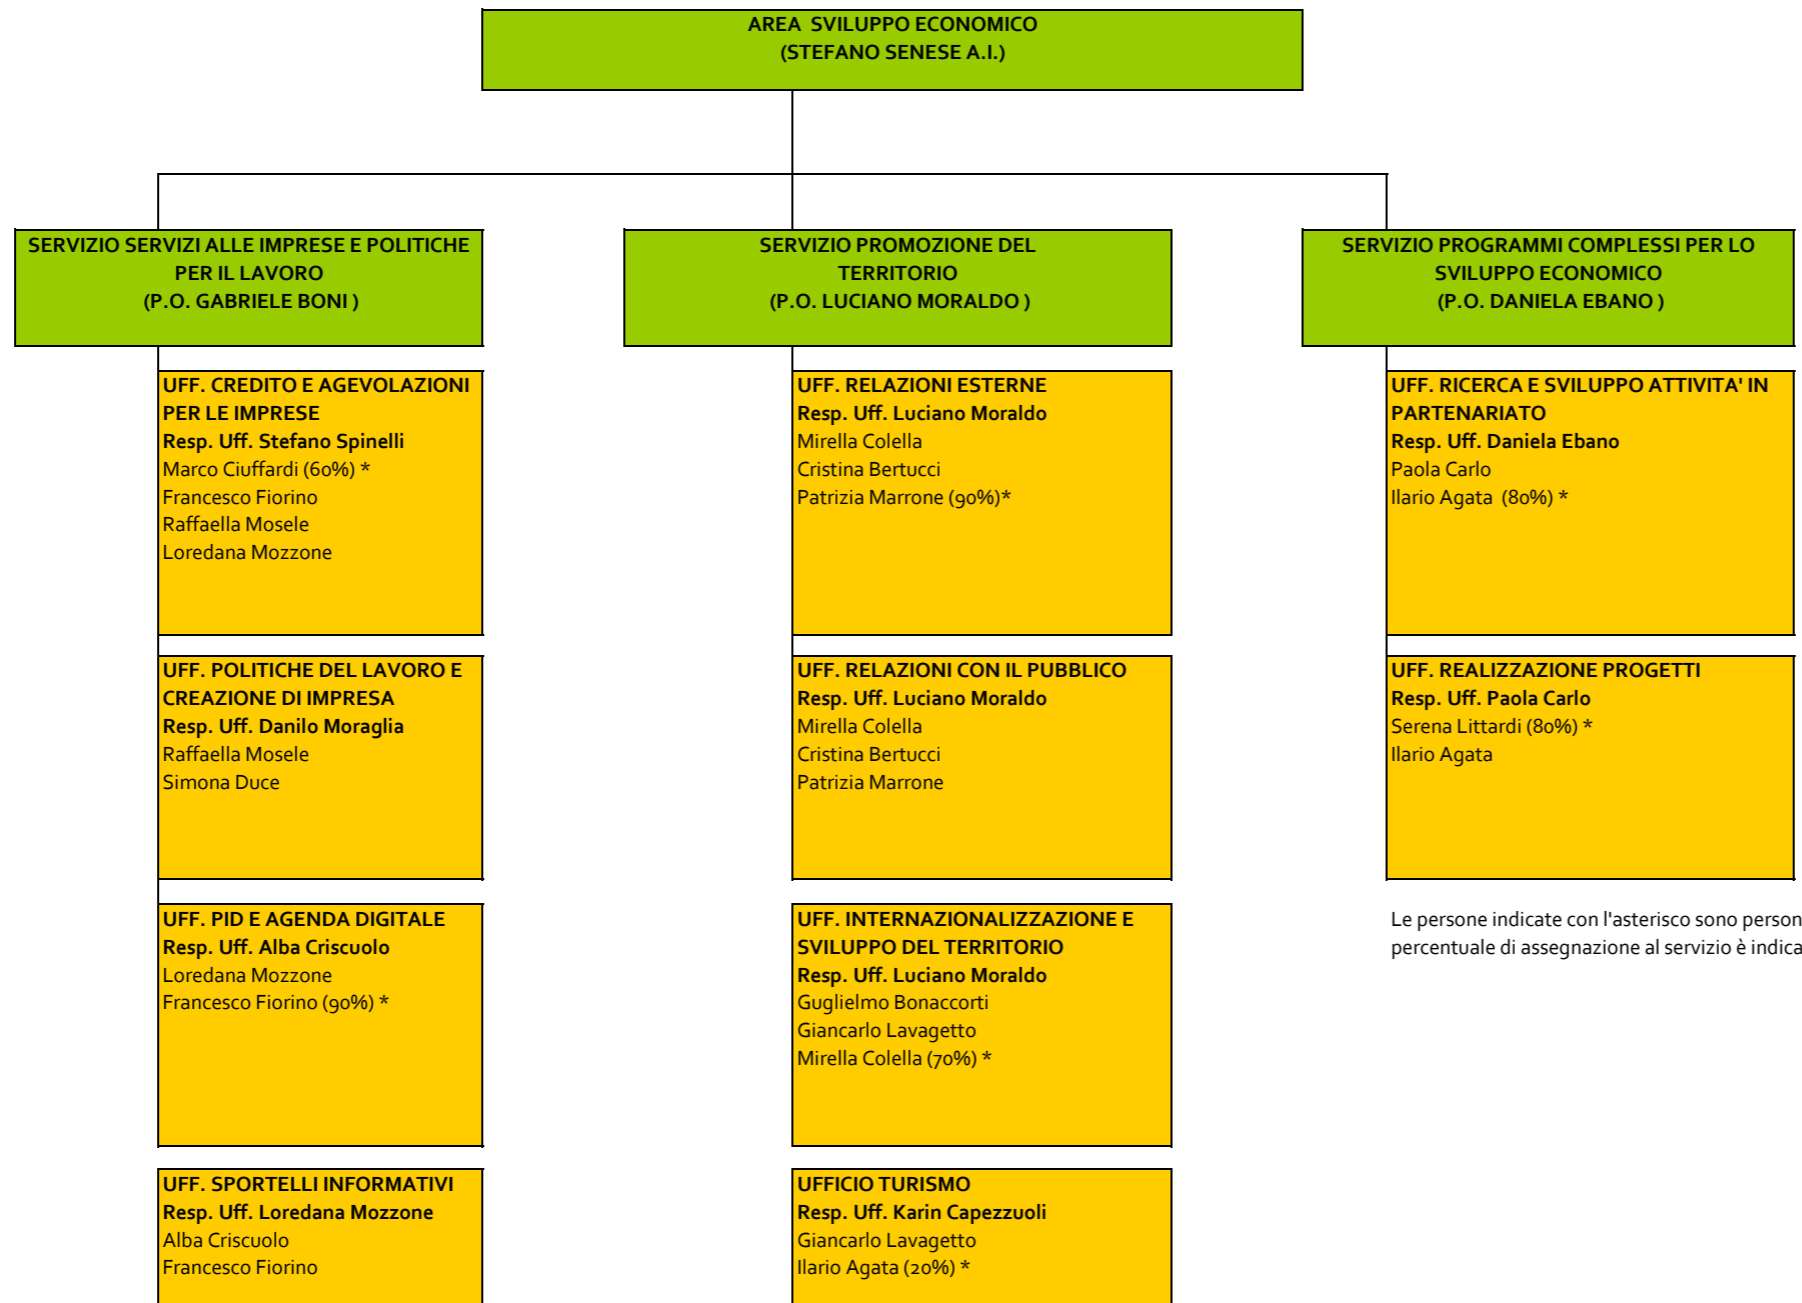 AREA SVILUPPO ECONOMICO
(STEFANO SENESE A.I.)
SERVIZIO SERVIZI ALLE IMPRESE E POLITICHE
PER IL LAVORO
(P.O. GABRIELE BONI )
UFF. CREDITO E AGEVOLAZIONI
PER LE IMPRESE
Resp. Uff. Stefano Spinelli
Marco Ciuffardi (60%) *
Francesco Fiorino
Raffaella Mosele
Loredana Mozzone
UFF. POLITICHE DEL LAVORO E
CREAZIONE DI IMPRESA
Resp. Uff. Danilo Moraglia
Raffaella Mosele
Simona Duce
UFF. PID E AGENDA DIGITALE
Resp. Uff. Alba Criscuolo
Loredana Mozzone
Francesco Fiorino (90%) *
UFF. SPORTELLI INFORMATIVI
Resp. Uff. Loredana Mozzone
Alba Criscuolo
Francesco Fiorino
SERVIZIO PROMOZIONE DEL
TERRITORIO
(P.O. LUCIANO MORALDO )
UFF. RELAZIONI ESTERNE
Resp. Uff. Luciano Moraldo
Mirella Colella
Cristina Bertucci
Patrizia Marrone (90%)*
UFF. RELAZIONI CON IL PUBBLICO
Resp. Uff. Luciano Moraldo
Mirella Colella
Cristina Bertucci
Patrizia Marrone
UFF. INTERNAZIONALIZZAZIONE E
SVILUPPO DEL TERRITORIO
Resp. Uff. Luciano Moraldo
Guglielmo Bonaccorti
Giancarlo Lavagetto
Mirella Colella (70%) *
UFFICIO TURISMO
Resp. Uff. Karin Capezzuoli
Giancarlo Lavagetto
Ilario Agata (20%) *
SERVIZIO PROGRAMMI COMPLESSI PER LO
SVILUPPO ECONOMICO
(P.O. DANIELA EBANO )
UFF. RICERCA E SVILUPPO ATTIVITA' IN
PARTENARIATO
Resp. Uff. Daniela Ebano
Paola Carlo
Ilario Agata (80%) *
UFF. REALIZZAZIONE PROGETTI
Resp. Uff. Paola Carlo
Serena Littardi (80%) *
Ilario Agata
Le persone indicate con l'asterisco sono person
percentuale di assegnazione al servizio è indica